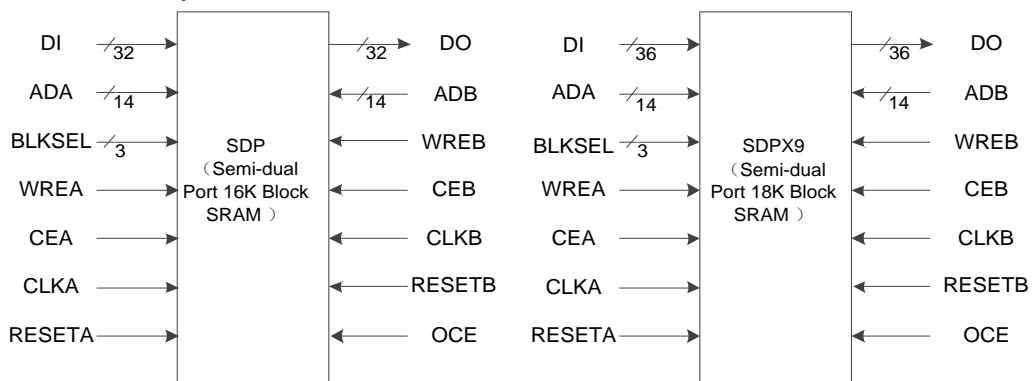 DI 32 32 DO
ADA 14 14 ADB
BLKSEL 3 WREB
WREA CEB
CEA CLKB
CLKA RESETB
RESETA OCE
SDP
（Semi-dual
Port 16K Block
SRAM ）
DI 36 36 DO
ADA 14 14 ADB
BLKSEL 3 WREB
WREA CEB
CEA CLKB
CLKA RESETB
RESETA OCE
SDPX9
（Semi-dual
Port 18K Block
SRAM ）